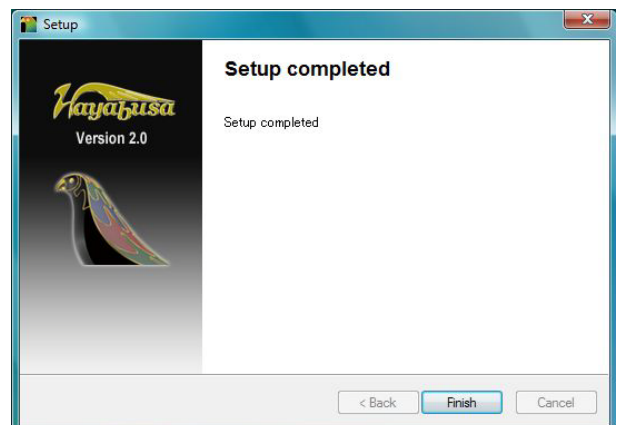 Setup
Setup completed
Hayabusa
Version 2.0
Setup completed
< Back
Finish
Cancel